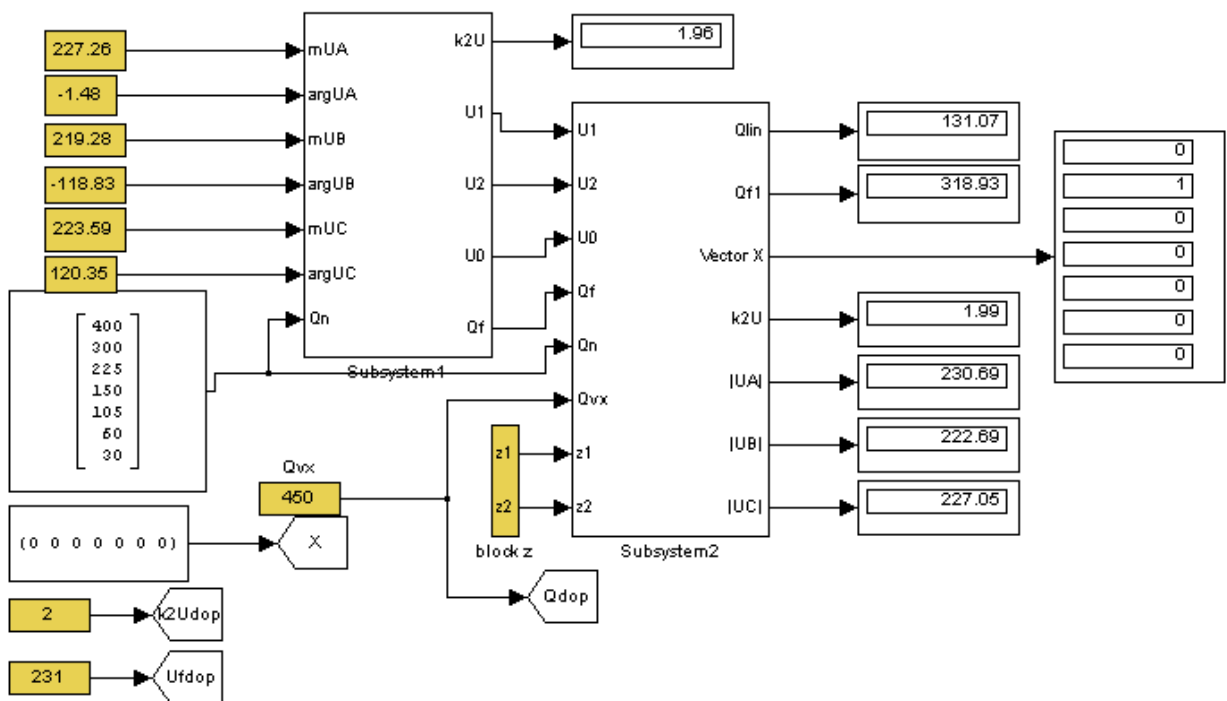 227.26
mUA
k2U
1.96
-1.48
argUA
219.28
mUB
U1
U1
Qlin
131.07
-118.83
argUB
U2
U2
Qf1
318.93
223.59
mUC
U0
U0
Vector X
0
1
0
0
0
0
0
120.35
argUC
Qn
Qf
Qf
k2U
1.99
Subsystem1
400
300
225
150
105
60
30
Qn
|UA|
230.69
Qvx
|UB|
222.69
z1
z2
z1
z2
|UC|
227.05
block z
Subsystem2
Qvx
450
(0 0 0 0 0 0 0)
X
Qdop
2
k2Udop
231
Ufdop